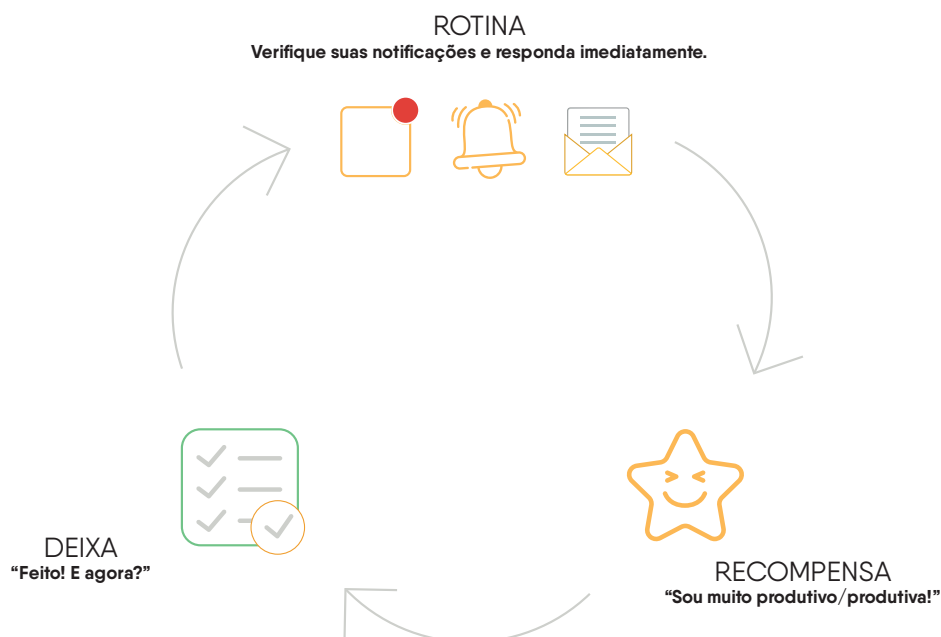 ROTINA
Verifique suas notificações e responda imediatamente.
DEIXA
“Feito! E agora?”
RECOMPENSA
“Sou muito produtivo/produtiva!”